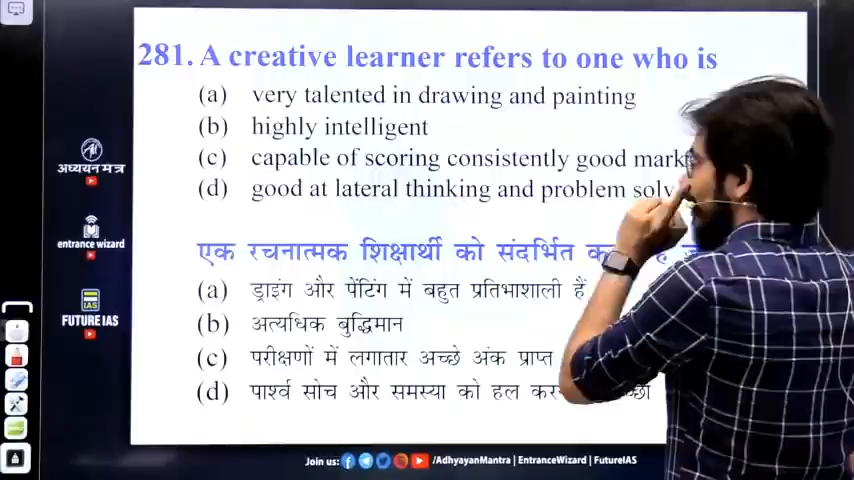 281. A creative learner refers to one who is
(a) very talented in drawing and painting
(b) highly intelligent
(c) capable of scoring consistently good mark
(d) good at lateral thinking and problem solv
एक रचनात्मक शिक्षार्थी को संदर्भित
(a) ड्राइंग और पेंटिंग में बहुत प्रतिभाशाली हैं
(b) अत्यधिक बुद्धिमान
(c) परीक्षणों में लगातार अच्छे अंक प्राप्त
(d) पार्श्व सोच और समस्या को हल
अध्ययन मंत्र
entrance wizard
IAS
FUTURE IAS
Join us: /AdhyayanMantra | EntranceWizard | FutureIAS